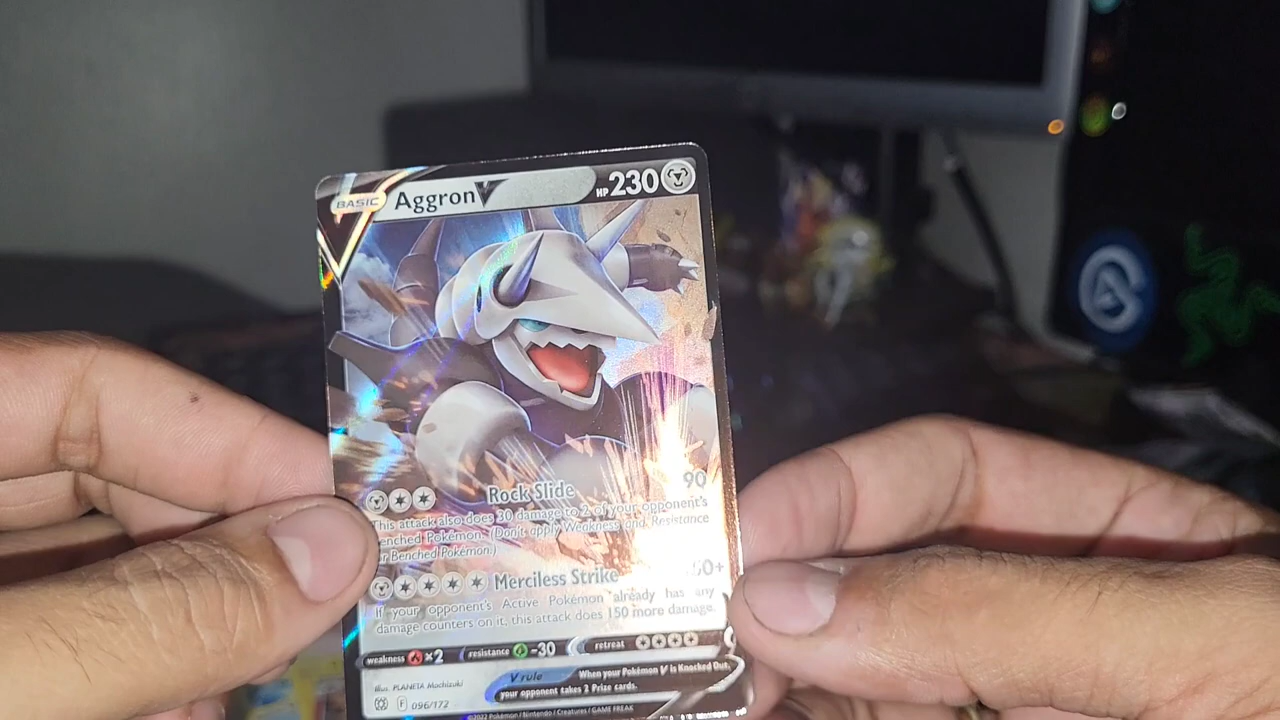 BASIC Aggron V HP 230
Rock Slide 90
This attack also does 30 damage to 2 of your opponent's
enched Pokémon. (Don't apply Weakness and Resistance
r Benched Pokémon.)
Merciless Strike 50+
If your opponent's Active Pokémon already has any
damage counters on it, this attack does 150 more damage.
weakness ×2 resistance -30 retreat
V rule When your Pokémon V is Knocked Out,
your opponent takes 2 Prize cards.
Illus. PLANETA Mochizuki
F 096/172
©2022 Pokémon / Nintendo / Creatures / GAME FREAK